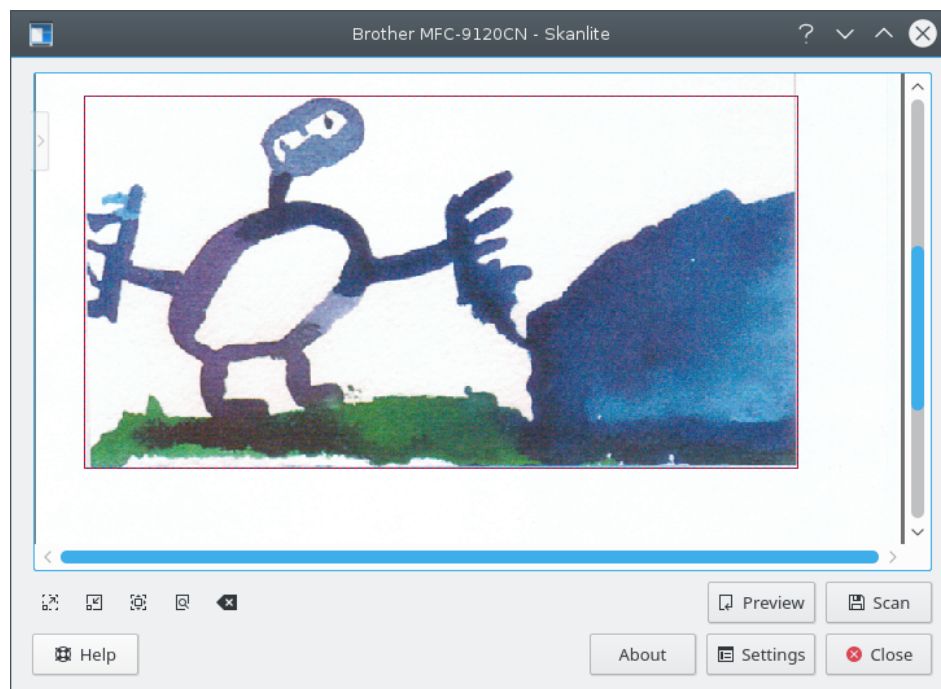 Brother MFC-9120CN - Skanlite
Preview
Scan
Help
About
Settings
Close